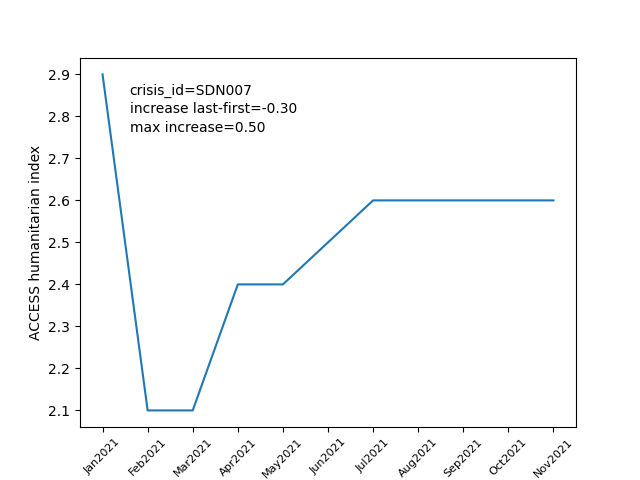 2.9
2.8
2.7
2.6
2.5
2.4
2.3
2.2
2.1
ACCESS humanitarian index
crisis_id=SDN007
increase last-first=-0.30
max increase=0.50
Jan2021
Feb2021
Mar2021
Apr2021
May2021
Jun2021
Jul2021
Aug2021
Sep2021
Oct2021
Nov2021